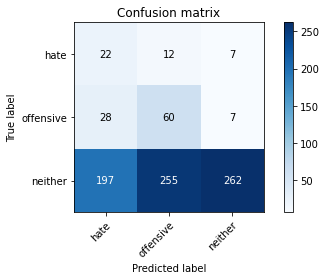 Confusion matrix
hate 22 12 7
offensive 28 60 7
neither 197 255 262
hate offensive neither
True label
Predicted label
250
200
150
100
50